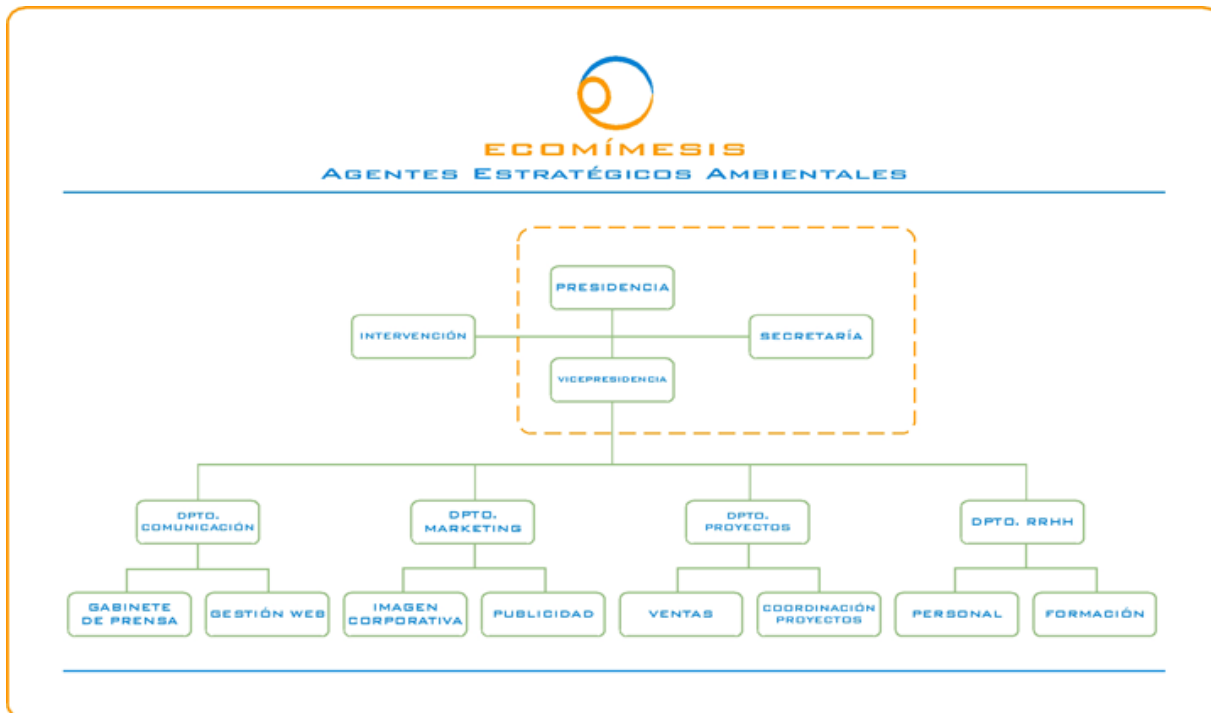 ECOMÍMESIS
AGENTES ESTRATÉGICOS AMBIENTALES
PRESIDENCIA
INTERVENCIÓN
SECRETARÍA
VICEPRESIDENCIA
DPTO.
COMUNICACIÓN
DPTO.
MARKETING
DPTO.
PROYECTOS
DPTO. RRHH
GABINETE
DE PRENSA
GESTIÓN WEB
IMAGEN
CORPORATIVA
PUBLICIDAD
VENTAS
COORDINACIÓN
PROYECTOS
PERSONAL
FORMACIÓN